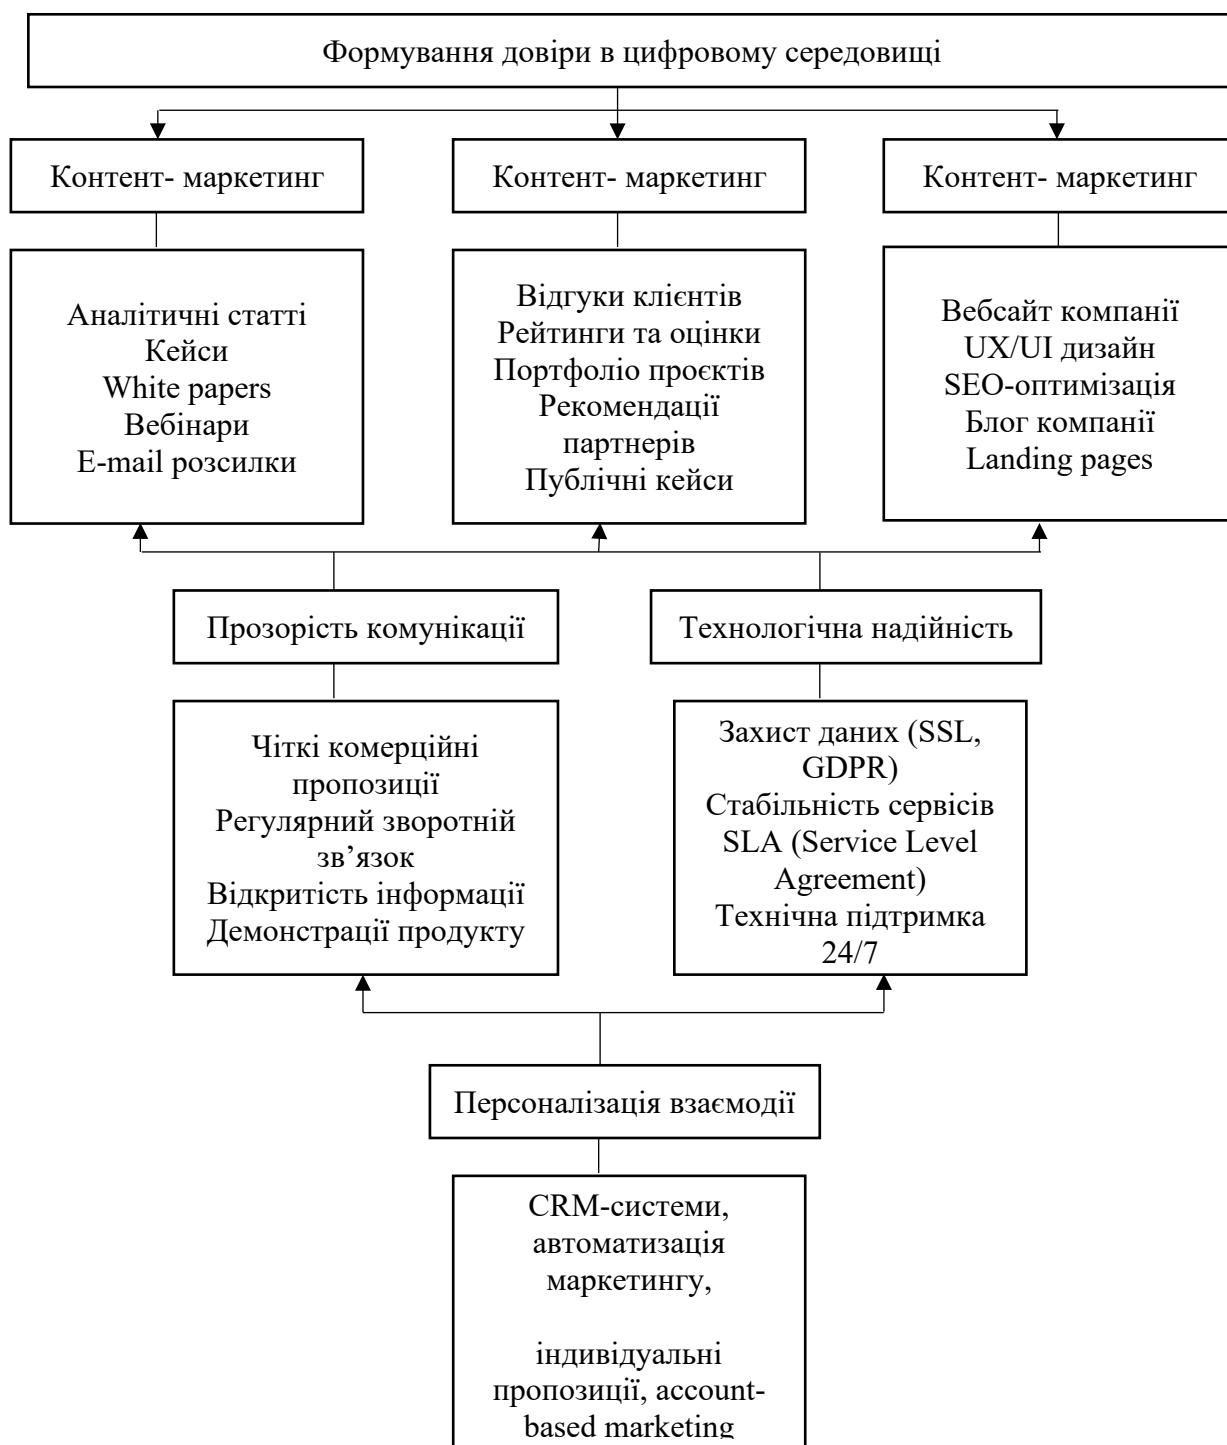 Формування довіри в цифровому середовищі
Контент- маркетинг
Контент- маркетинг
Контент- маркетинг
Аналітичні статті
Кейси
White papers
Вебінари
E-mail розсилки
Відгуки клієнтів
Рейтинги та оцінки
Портфоліо проєктів
Рекомендації
партнерів
Публічні кейси
Вебсайт компанії
UX/UI дизайн
SEO-оптимізація
Блог компанії
Landing pages
Прозорість комунікації
Технологічна надійність
Чіткі комерційні
пропозиції
Регулярний зворотній
зв’язок
Відкритість інформації
Демонстрації продукту
Захист даних (SSL,
GDPR)
Стабільність сервісів
SLA (Service Level
Agreement)
Технічна підтримка
24/7
Персоналізація взаємодії
CRM-системи,
автоматизація
маркетингу,
індивідуальні
пропозиції, account-
based marketing